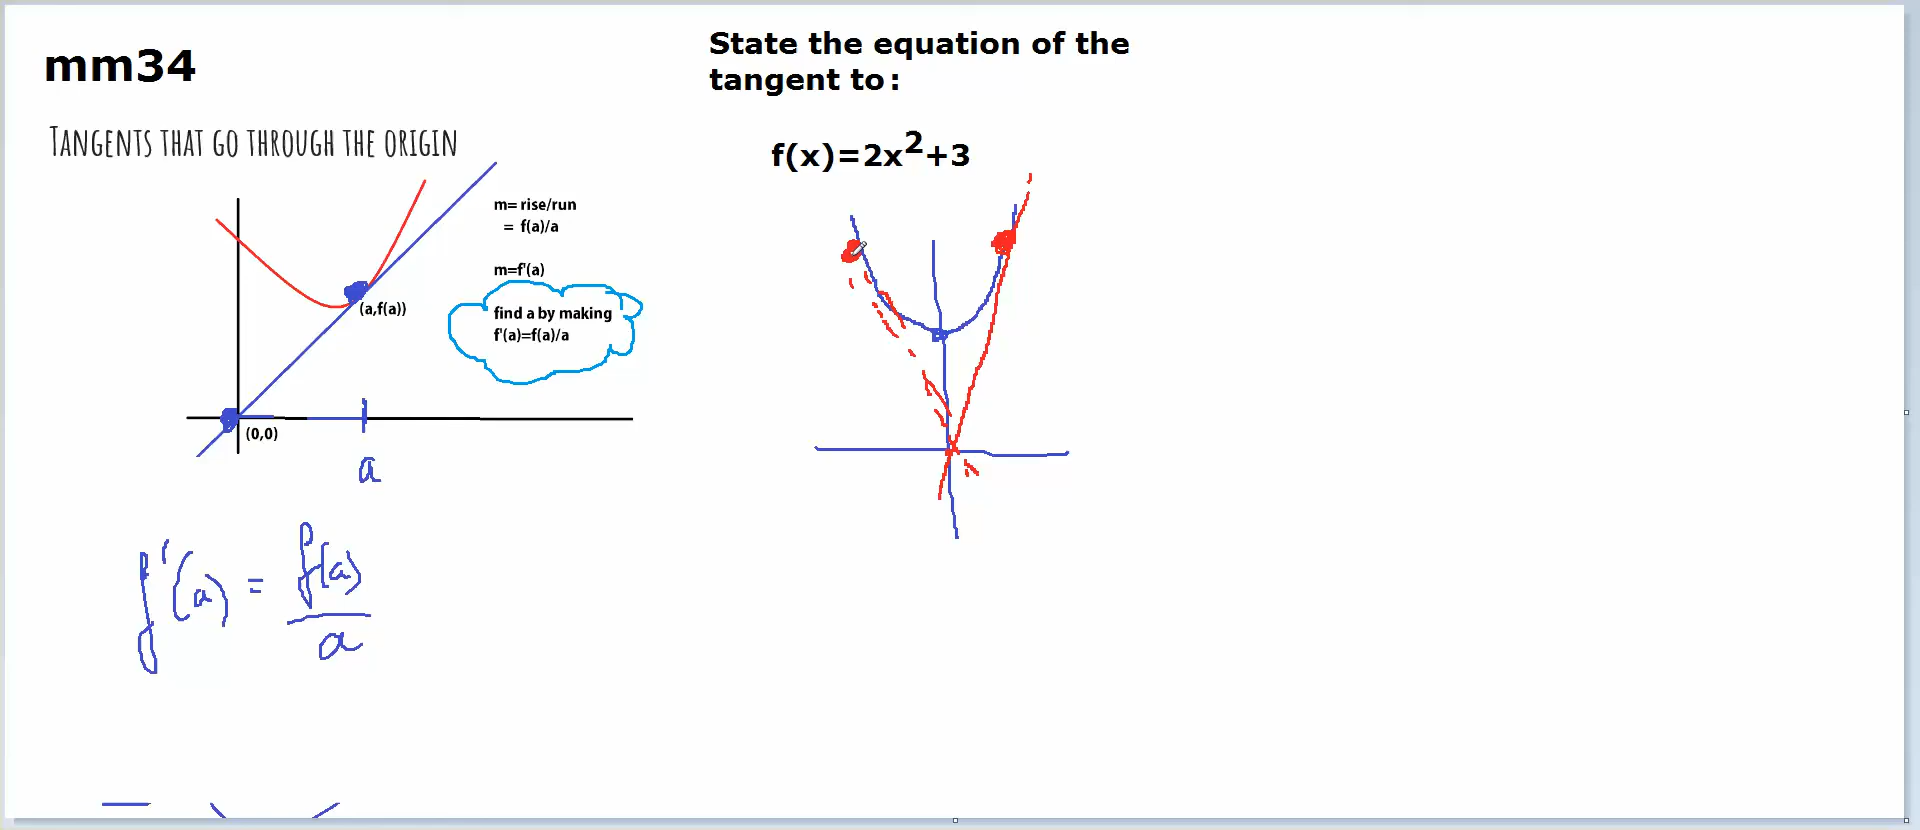 mm34
TANGENTS THAT GO THROUGH THE ORIGIN
m= rise/run
= f(a)/a
m=f'(a)
find a by making
f'(a)=f(a)/a
(a,f(a))
(0,0)
a
f'(a) = f(a)/a
State the equation of the
tangent to:
f(x)=2x²+3